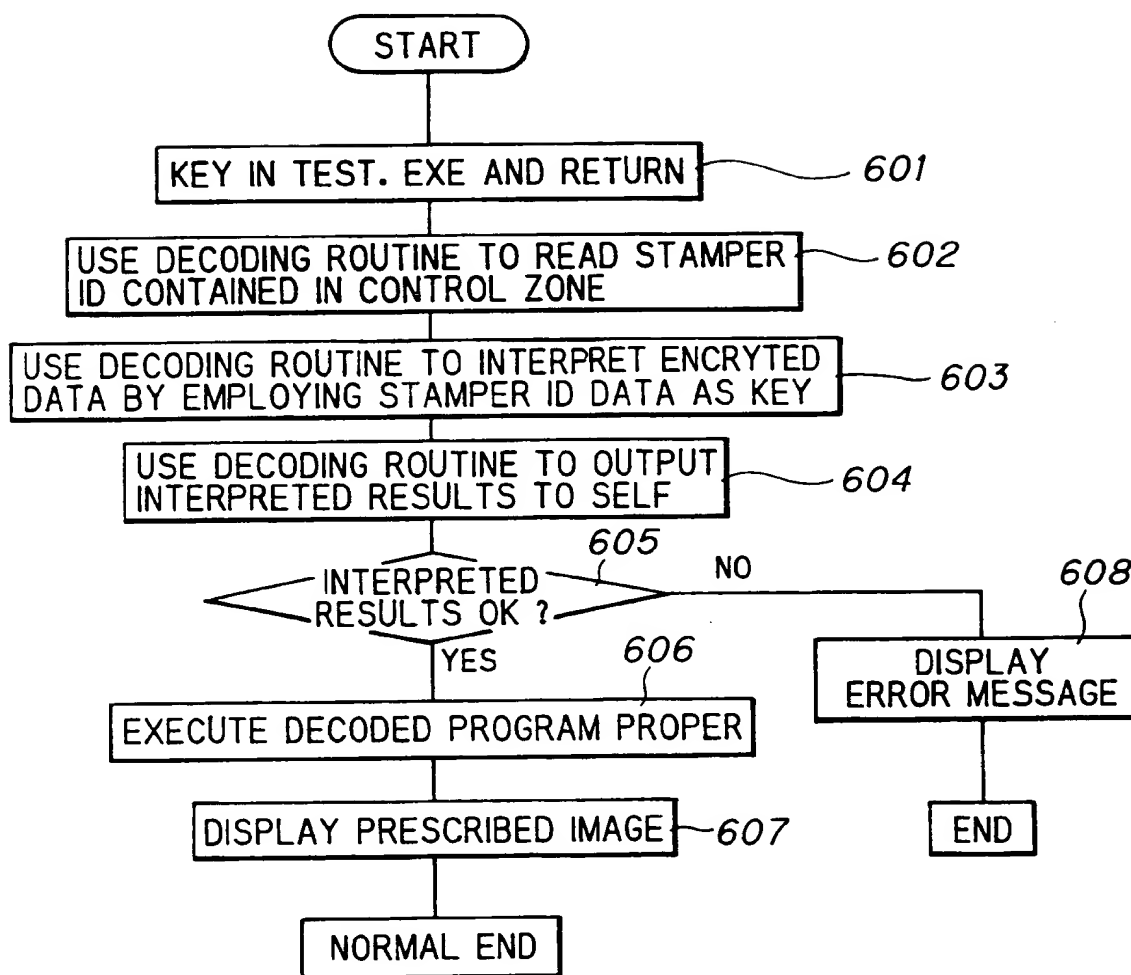 START
KEY IN TEST. EXE AND RETURN
601
USE DECODING ROUTINE TO READ STAMPER
ID CONTAINED IN CONTROL ZONE
602
USE DECODING ROUTINE TO INTERPRET ENCRYTED
DATA BY EMPLOYING STAMPER ID DATA AS KEY
603
USE DECODING ROUTINE TO OUTPUT
INTERPRETED RESULTS TO SELF
604
605
INTERPRETED
RESULTS OK ?
NO
YES
608
DISPLAY
ERROR MESSAGE
606
EXECUTE DECODED PROGRAM PROPER
DISPLAY PRESCRIBED IMAGE
607
END
NORMAL END